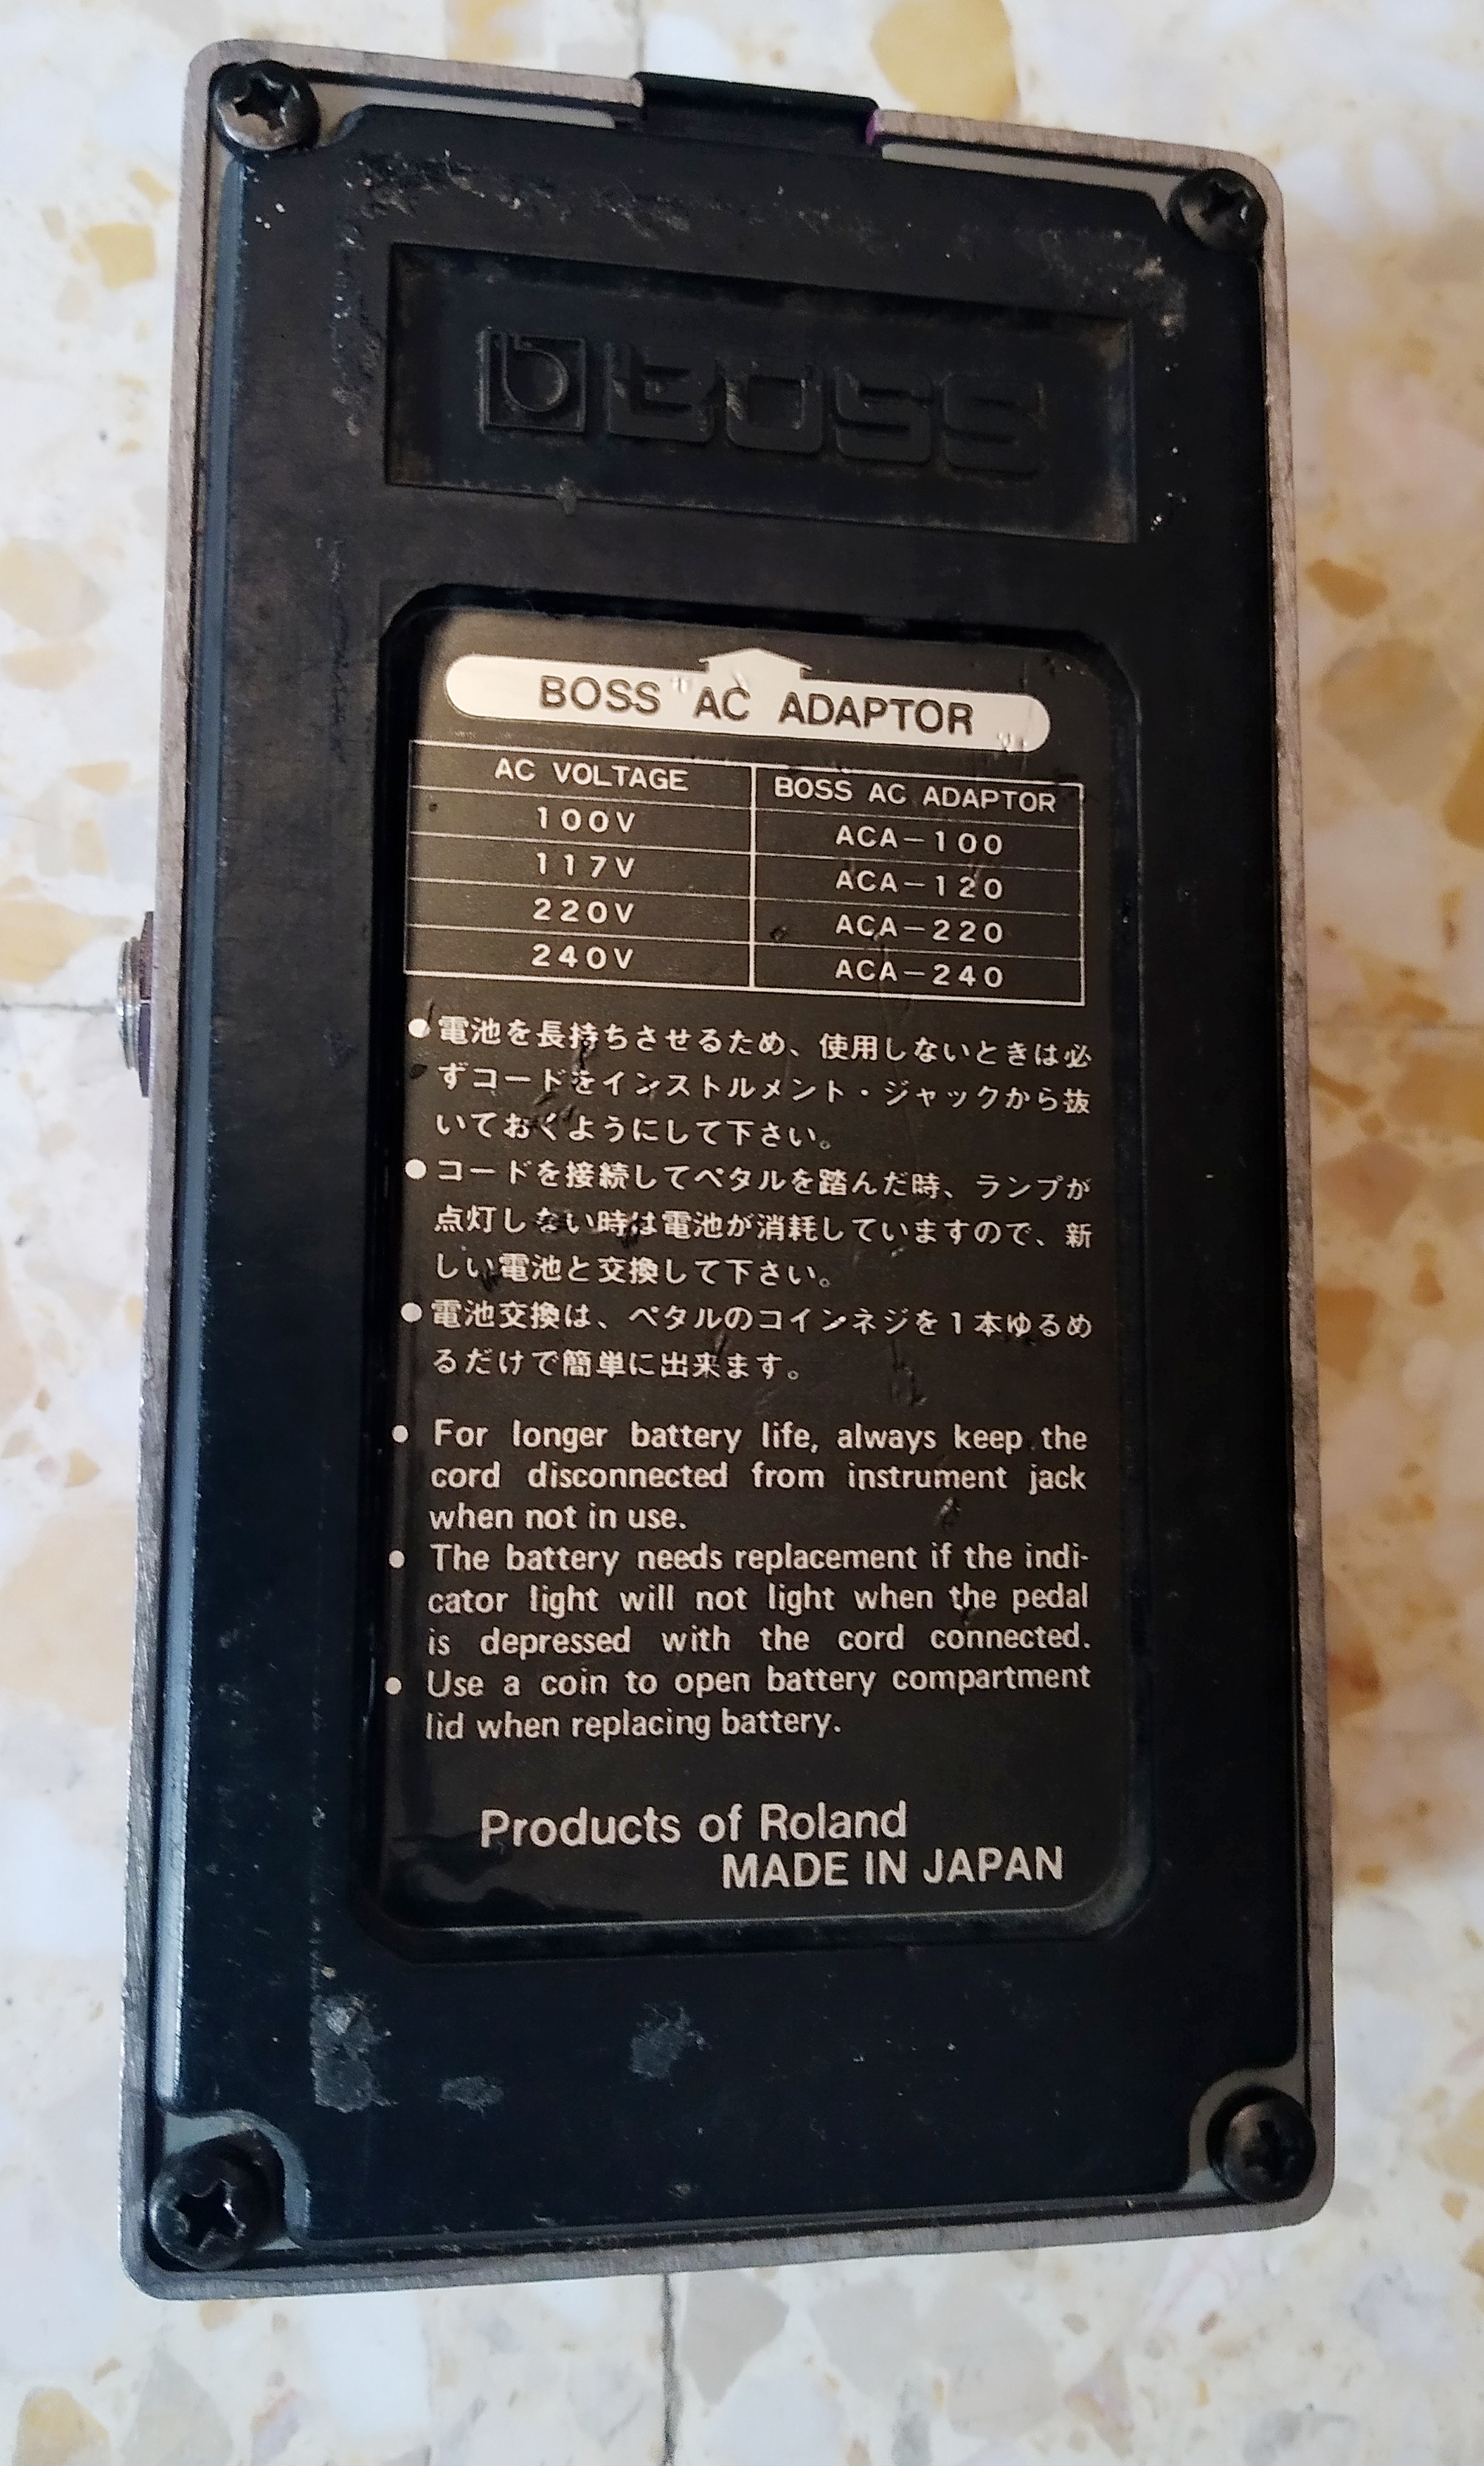 BOSS
BOSS AC ADAPTOR
AC VOLTAGE BOSS AC ADAPTOR
100V ACA-100
117V ACA-120
220V ACA-220
240V ACA-240
●電池を長持ちさせるため、使用しないときは必
ずコードをインストルメント・ジャックから抜
いておくようにして下さい。
●コードを接続してペタルを踏んだ時、ランプが
点灯しない時は電池が消耗していますので、新
しい電池と交換して下さい。
●電池交換は、ペタルのコインネジを1本ゆるめ
るだけで簡単に出来ます。
• For longer battery life, always keep the
cord disconnected from instrument jack
when not in use.
• The battery needs replacement if the indi-
cator light will not light when the pedal
is depressed with the cord connected.
• Use a coin to open battery compartment
lid when replacing battery.
Products of Roland
MADE IN JAPAN